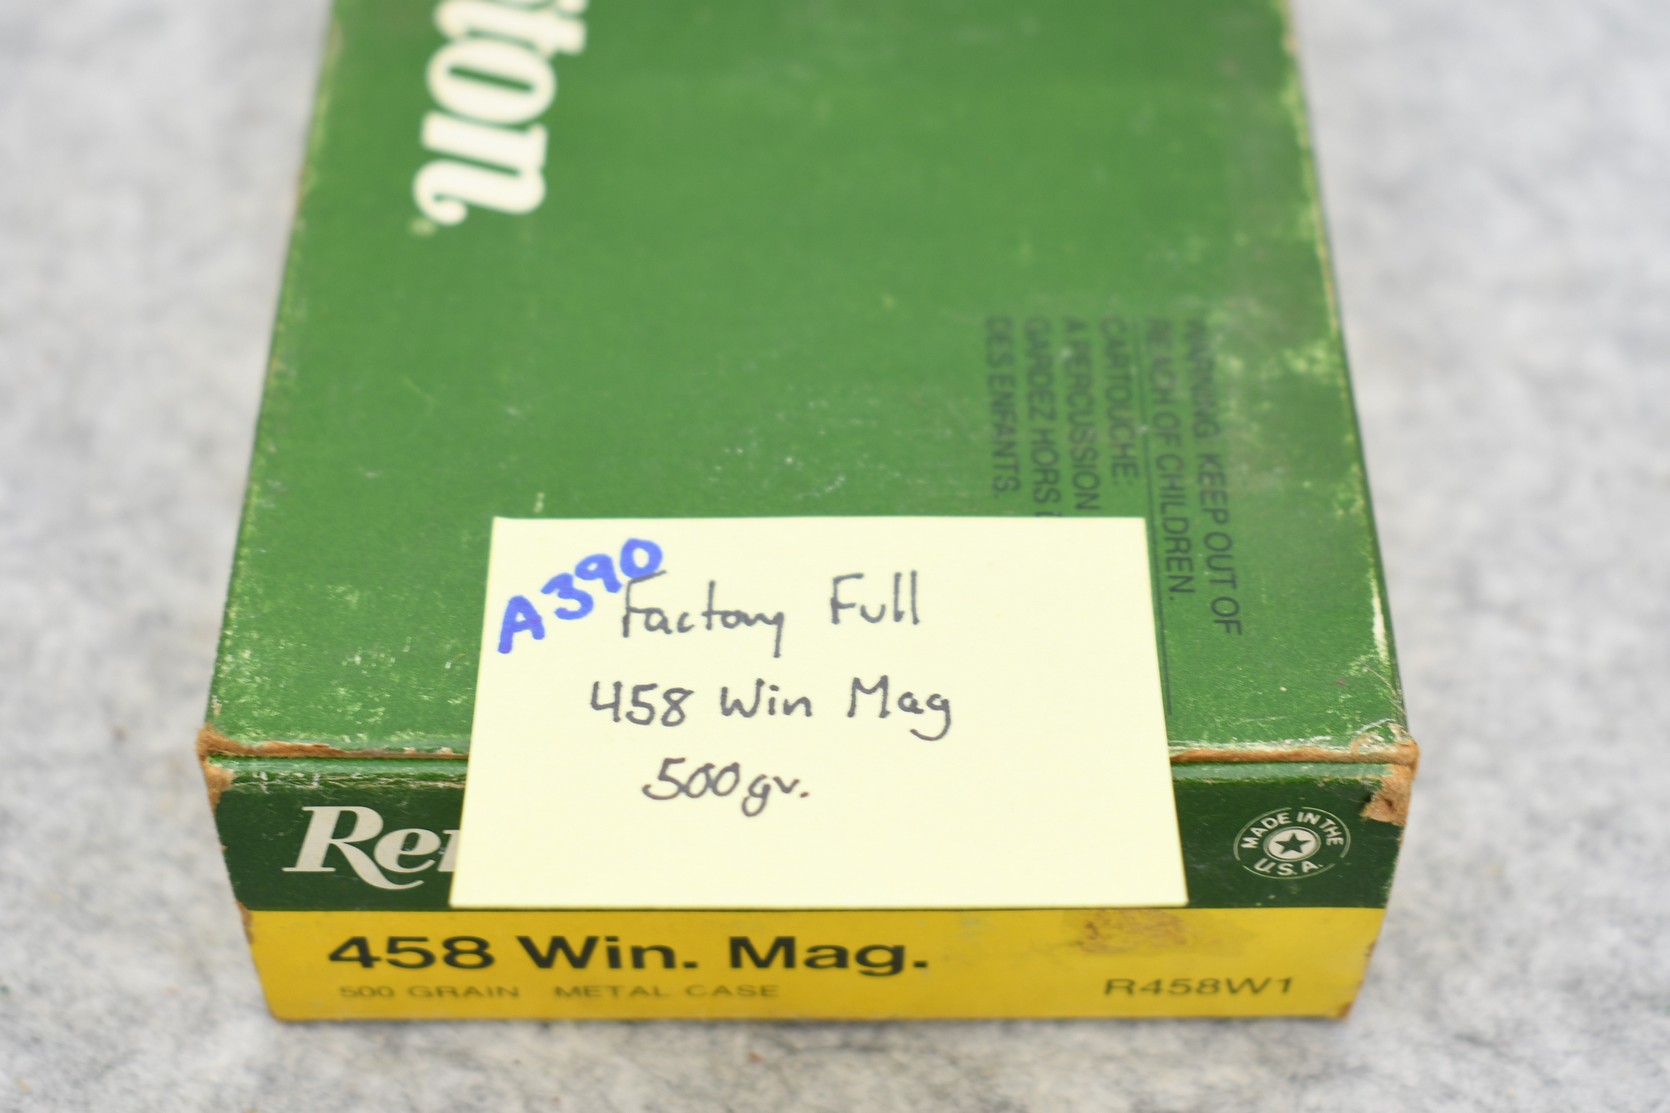 ton
WARNING KEEP OUT OF
REACH OF CHILDREN.
CARTOUCHE
A PERCUSSION
GARDEZ HORS
DES ENFANTS.
A390
Factory Full
458 Win Mag
500gr.
Rem
MADE IN THE
U.S.A.
458 Win. Mag.
500 GRAIN METAL CASE
R458W1